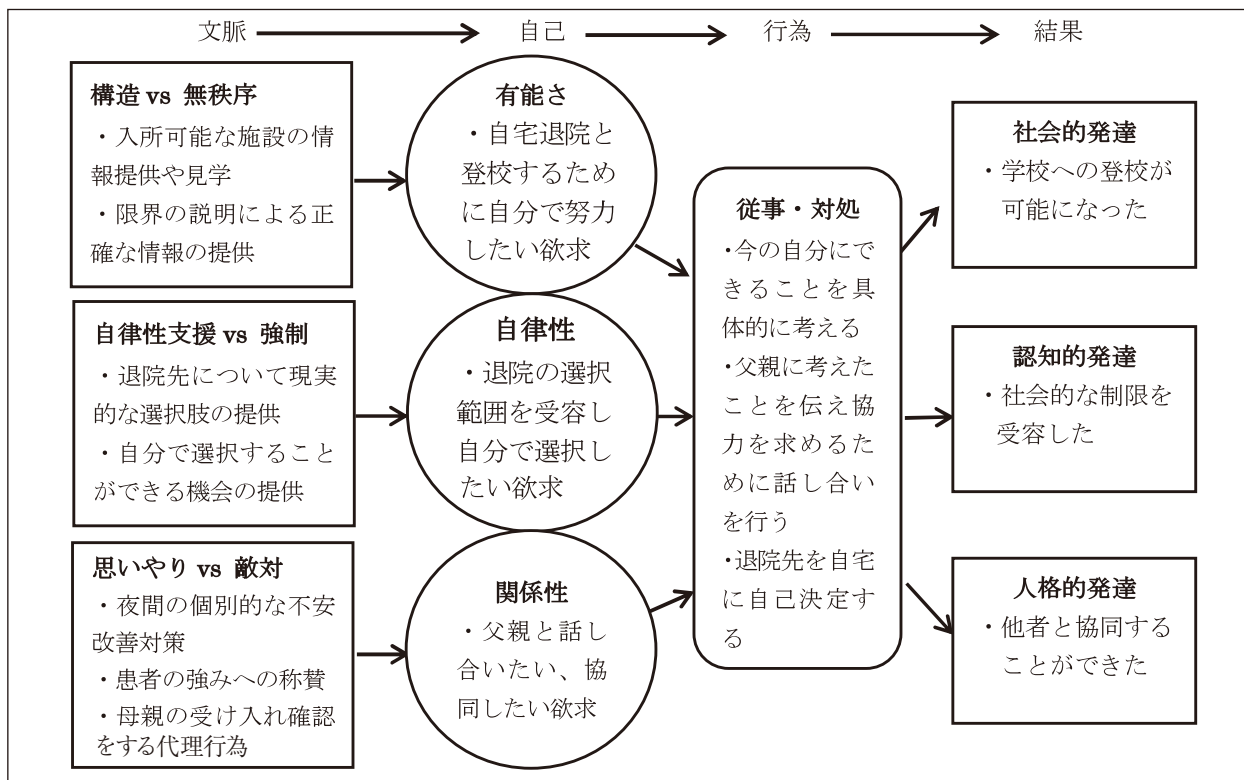 文脈 自己 行為 結果
構造 vs 無秩序
・入所可能な施設の情
報提供や見学
・限界の説明による正
確な情報の提供
自律性支援 vs 強制
・退院先について現実
的な選択肢の提供
・自分で選択すること
ができる機会の提供
思いやり vs 敵対
・夜間の個別的な不安
改善対策
・患者の強みへの称賛
・母親の受け入れ確認
をする代理行為
有能さ
・自宅退院と
登校するため
に自分で努力
したい欲求
自律性
・退院の選択
範囲を受容し
自分で選択し
たい欲求
関係性
・父親と話し
合いたい、協
同したい欲求
従事・対処
・今の自分にで
きることを具
体的に考える
・父親に考えた
ことを伝え協
力を求めるた
めに話し合い
を行う
・退院先を自宅
に自己決定す
る
社会的発達
・学校への登校が
可能になった
認知的発達
・社会的な制限を
受容した
人格的発達
・他者と協同する
ことができた